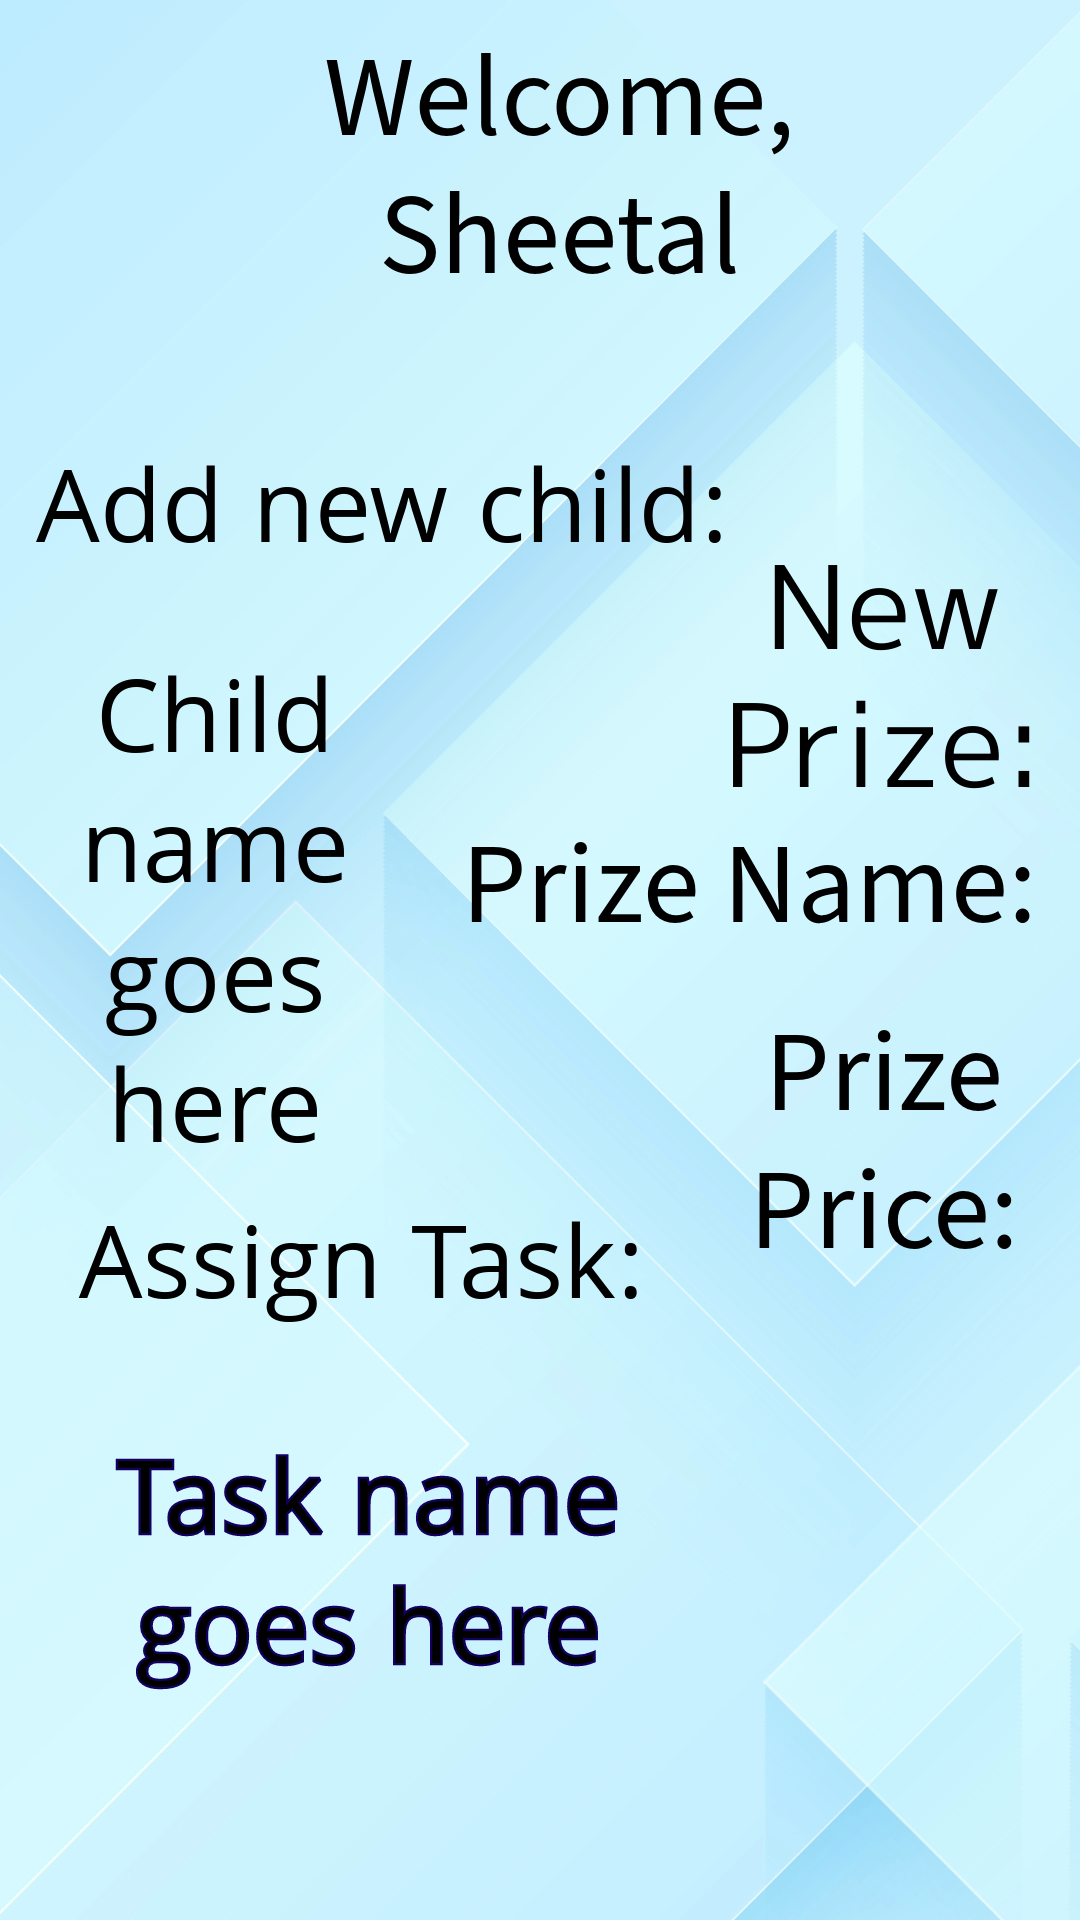 Welcome,
Sheetal
Add new child:
New
Prize:
Child
name
goes
here
Prize Name:
Prize
Price:
Assign Task:
Task name
goes here